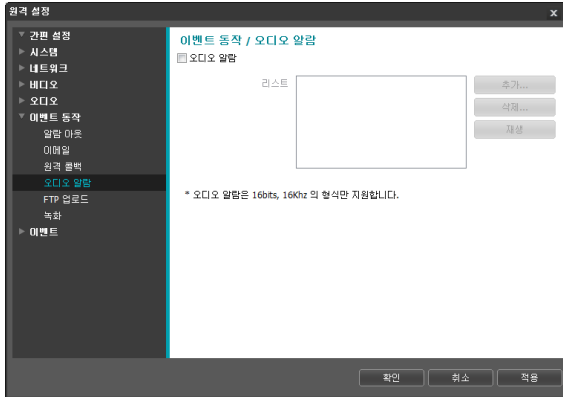 원격 설정
x
간편 설정
시스템
네트워크
비디오
오디오
이벤트 동작
알람 아웃
이메일
원격 콜백
오디오 알람
FTP 업로드
녹화
이벤트
이벤트 동작 / 오디오 알람
오디오 알람
리스트
추가...
삭제...
재생
* 오디오 알람은 16bits, 16Khz 의 형식만 지원합니다.
확인
취소
적용